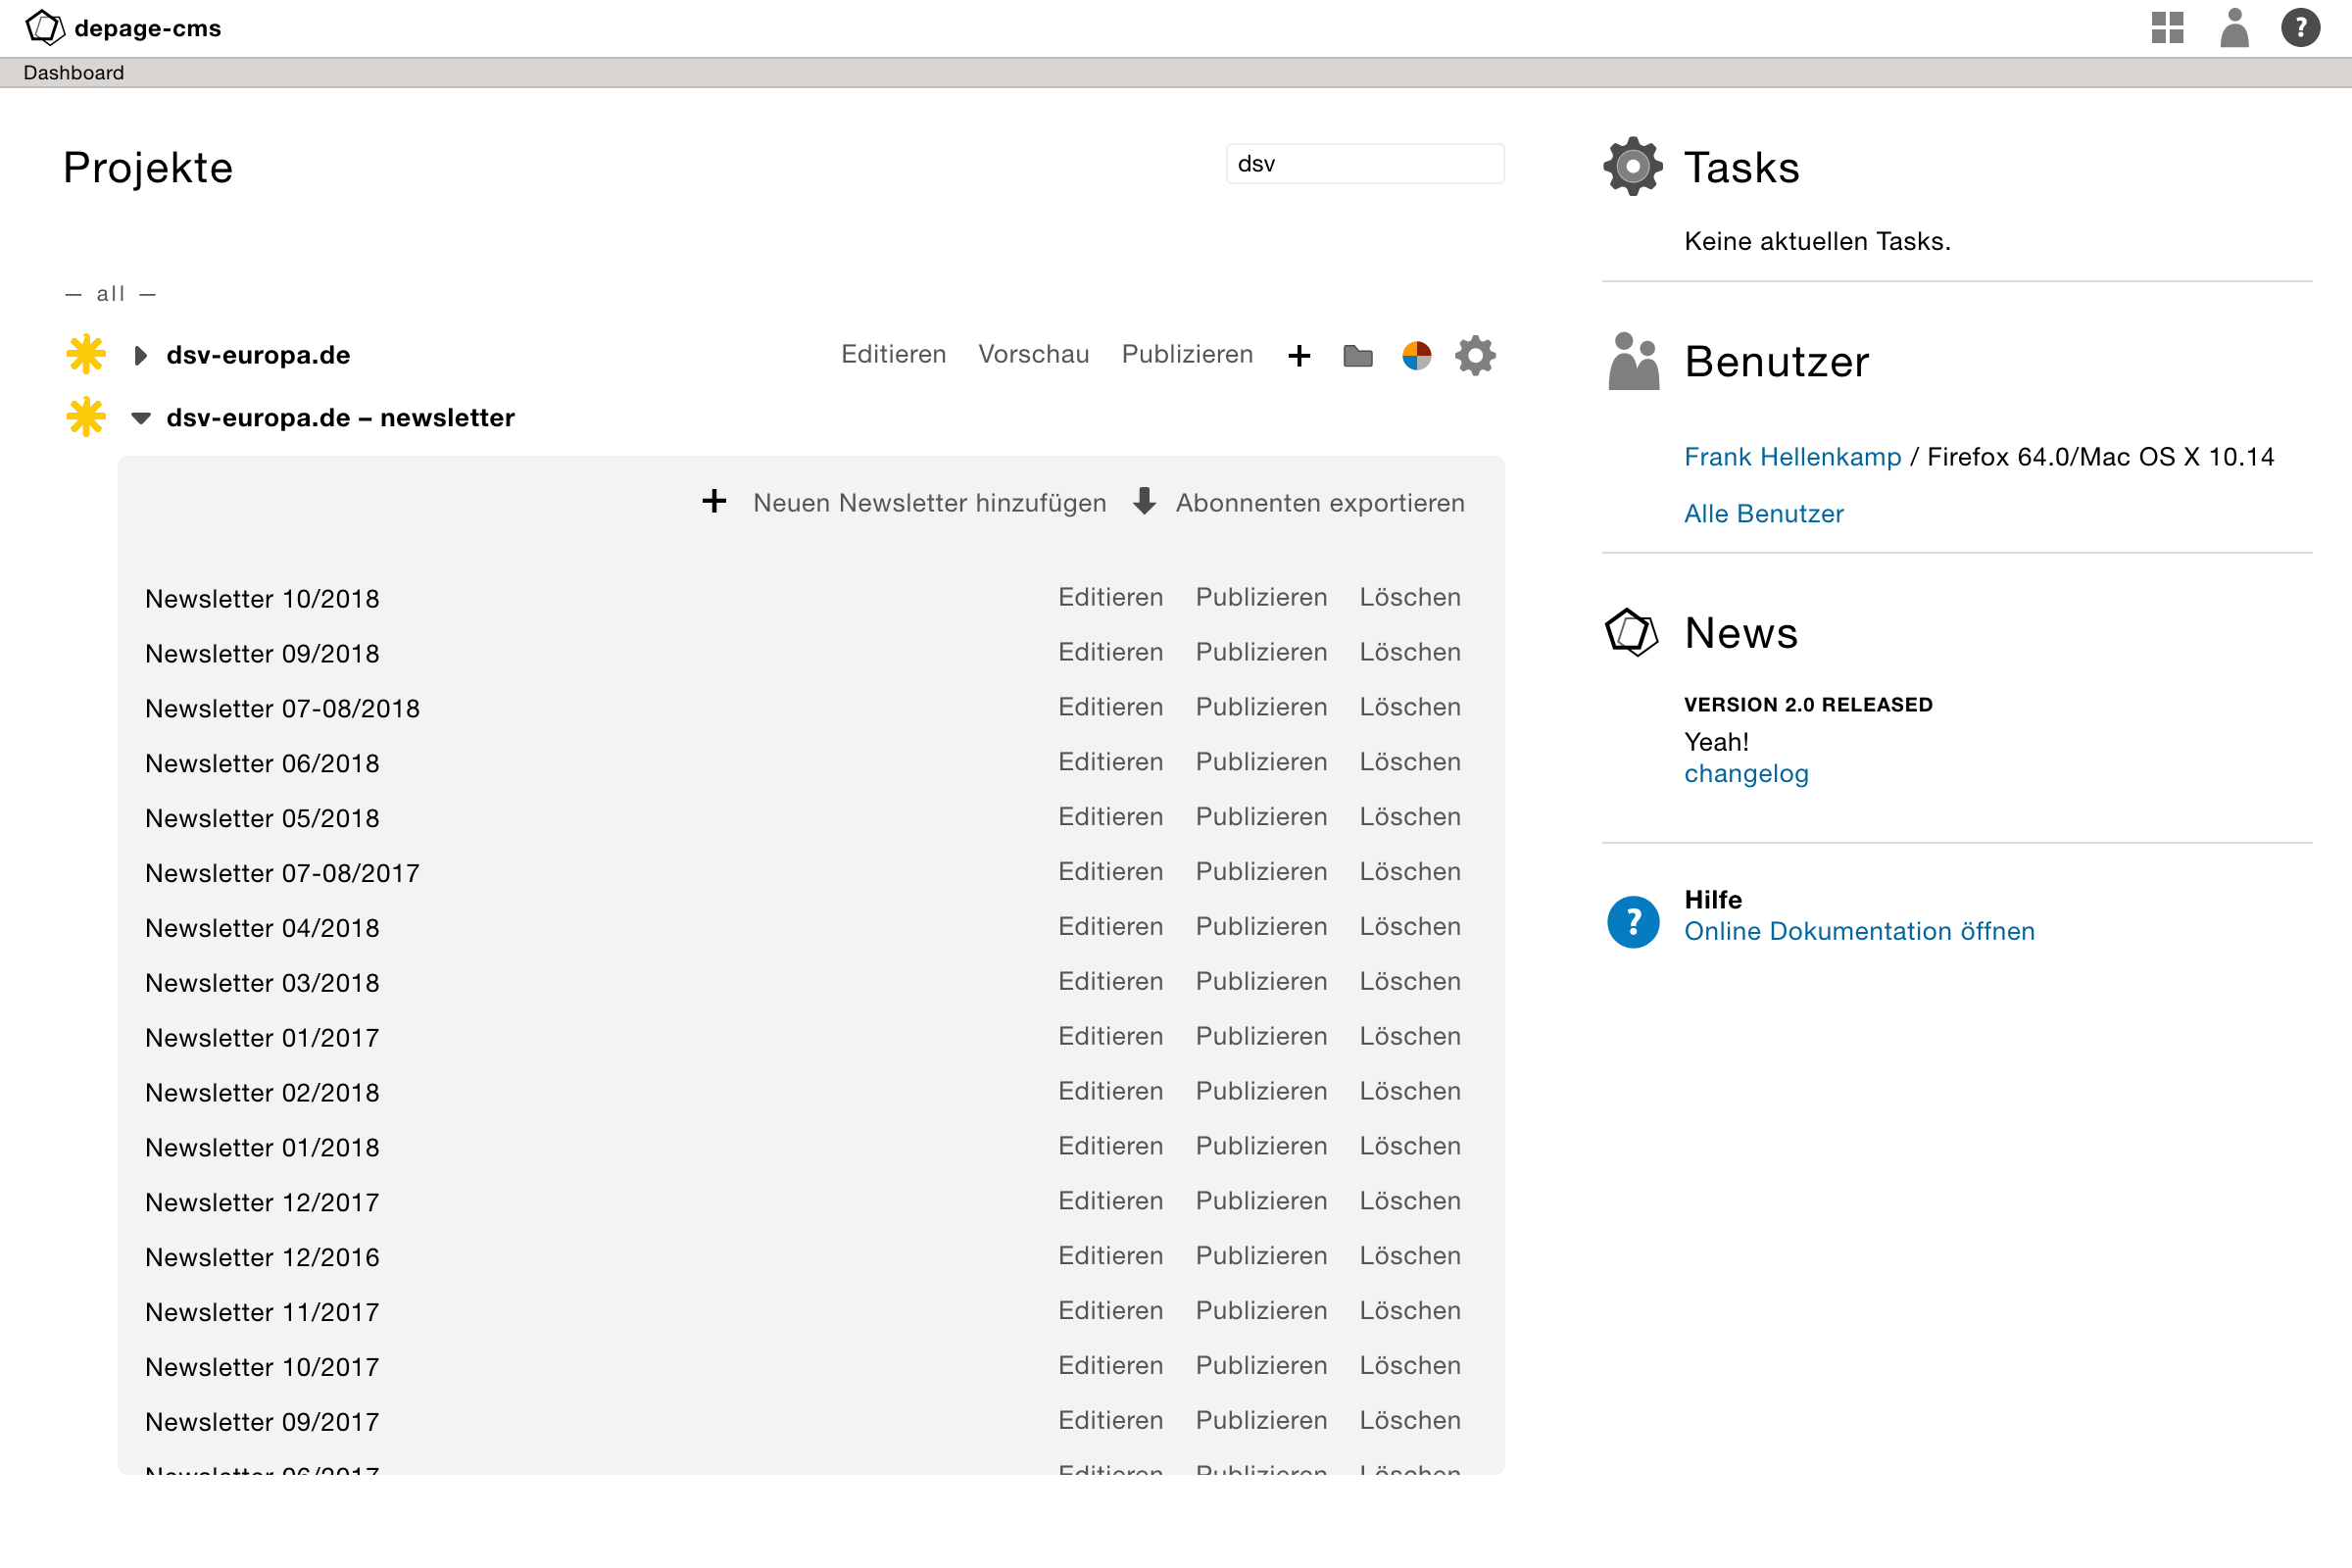 depage-cms
?
Dashboard
Projekte
dsv
— all —
dsv-europa.de Editieren Vorschau Publizieren
dsv-europa.de – newsletter
Neuen Newsletter hinzufügen Abonnenten exportieren
Newsletter 10/2018 Editieren Publizieren Löschen
Newsletter 09/2018 Editieren Publizieren Löschen
Newsletter 07-08/2018 Editieren Publizieren Löschen
Newsletter 06/2018 Editieren Publizieren Löschen
Newsletter 05/2018 Editieren Publizieren Löschen
Newsletter 07-08/2017 Editieren Publizieren Löschen
Newsletter 04/2018 Editieren Publizieren Löschen
Newsletter 03/2018 Editieren Publizieren Löschen
Newsletter 01/2017 Editieren Publizieren Löschen
Newsletter 02/2018 Editieren Publizieren Löschen
Newsletter 01/2018 Editieren Publizieren Löschen
Newsletter 12/2017 Editieren Publizieren Löschen
Newsletter 12/2016 Editieren Publizieren Löschen
Newsletter 11/2017 Editieren Publizieren Löschen
Newsletter 10/2017 Editieren Publizieren Löschen
Newsletter 09/2017 Editieren Publizieren Löschen
Newsletter 06/2017 Editieren Publizieren Löschen
Tasks
Keine aktuellen Tasks.
Benutzer
Frank Hellenkamp / Firefox 64.0/Mac OS X 10.14
Alle Benutzer
News
VERSION 2.0 RELEASED
Yeah!
changelog
?
Hilfe
Online Dokumentation öffnen